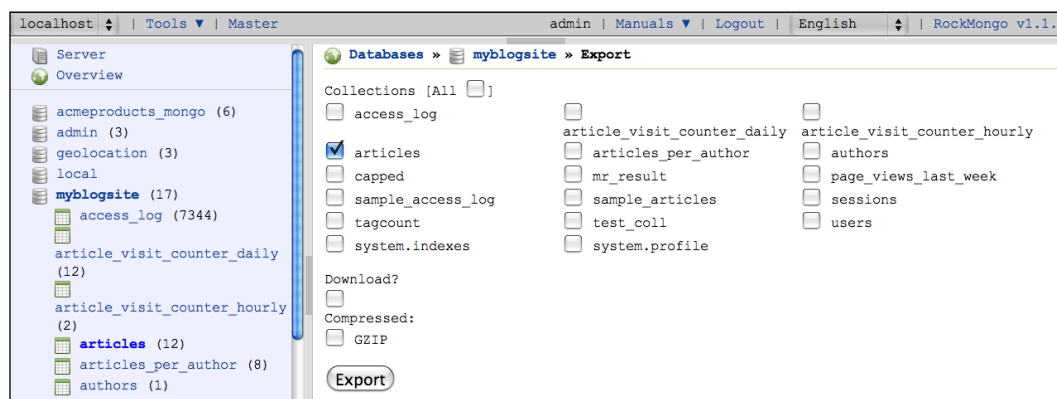 localhost | Tools ▼ | Master admin | Manuals ▼ | Logout | English | RockMongo v1.1.
Server
Overview
acmeproducts_mongo (6)
admin (3)
geolocation (3)
local
myblogsite (17)
access_log (7344)
article_visit_counter_daily
(12)
article_visit_counter_hourly
(2)
articles (12)
articles_per_author (8)
authors (1)
Databases » myblogsite » Export
Collections [All ]
access_log
article_visit_counter_daily article_visit_counter_hourly
articles articles_per_author authors
capped mr_result page_views_last_week
sample_access_log sample_articles sessions
tagcount test_coll users
system.indexes system.profile
Download?
Compressed:
GZIP
Export